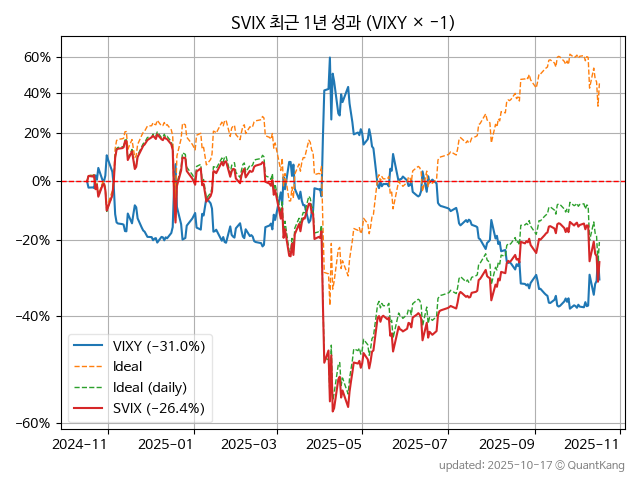 SVIX 최근 1년 성과 (VIXY × −1)
60%
40%
20%
0%
−20%
−40%
−60%
VIXY (−31.0%)
Ideal
Ideal (daily)
SVIX (−26.4%)
2024−11
2025−01
2025−03
2025−05
2025−07
2025−09
2025−11
updated: 2025−10−17 © QuantKang